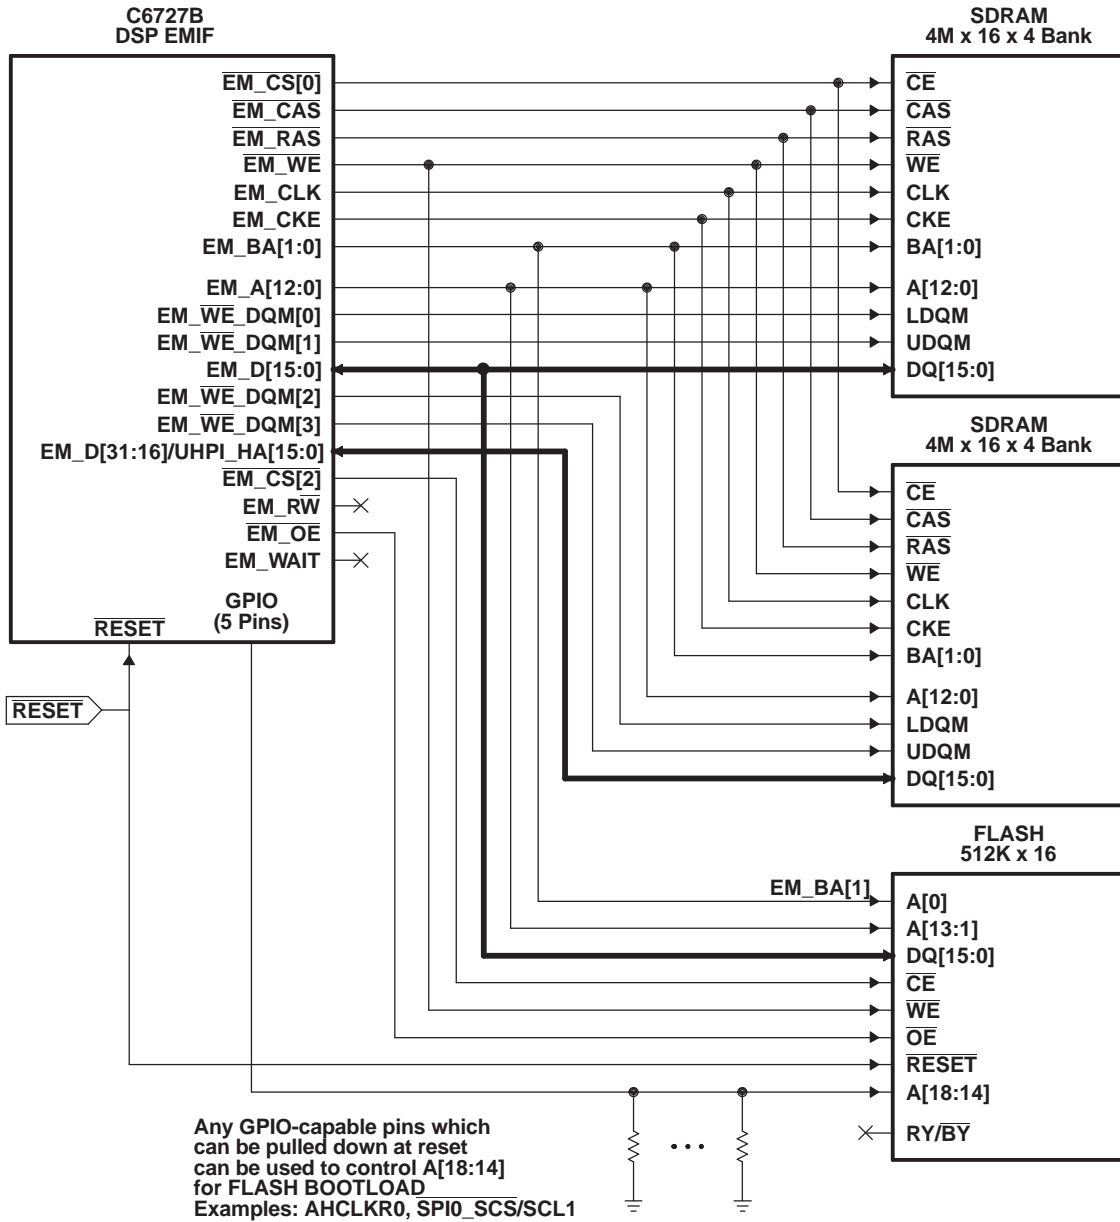 C6727B
DSP EMIF
EM_CS[0]
EM_CAS
EM_RAS
EM_WE
EM_CLK
EM_CKE
EM_BA[1:0]
EM_A[12:0]
EM_WE_DQM[0]
EM_WE_DQM[1]
EM_D[15:0]
EM_WE_DQM[2]
EM_WE_DQM[3]
EM_D[31:16]/UHPI_HA[15:0]
EM_CS[2]
EM_RW
EM_OE
EM_WAIT
GPIO
(5 Pins)
RESET
RESET
SDRAM
4M x 16 x 4 Bank
CE
CAS
RAS
WE
CLK
CKE
BA[1:0]
A[12:0]
LDQM
UDQM
DQ[15:0]
SDRAM
4M x 16 x 4 Bank
CE
CAS
RAS
WE
CLK
CKE
BA[1:0]
A[12:0]
LDQM
UDQM
DQ[15:0]
FLASH
512K x 16
EM_BA[1]
A[0]
A[13:1]
DQ[15:0]
CE
WE
OE
RESET
A[18:14]
RY/BY
Any GPIO-capable pins which
can be pulled down at reset
can be used to control A[18:14]
for FLASH BOOTLOAD
Examples: AHCLKR0, SPI0_SCS/SCL1